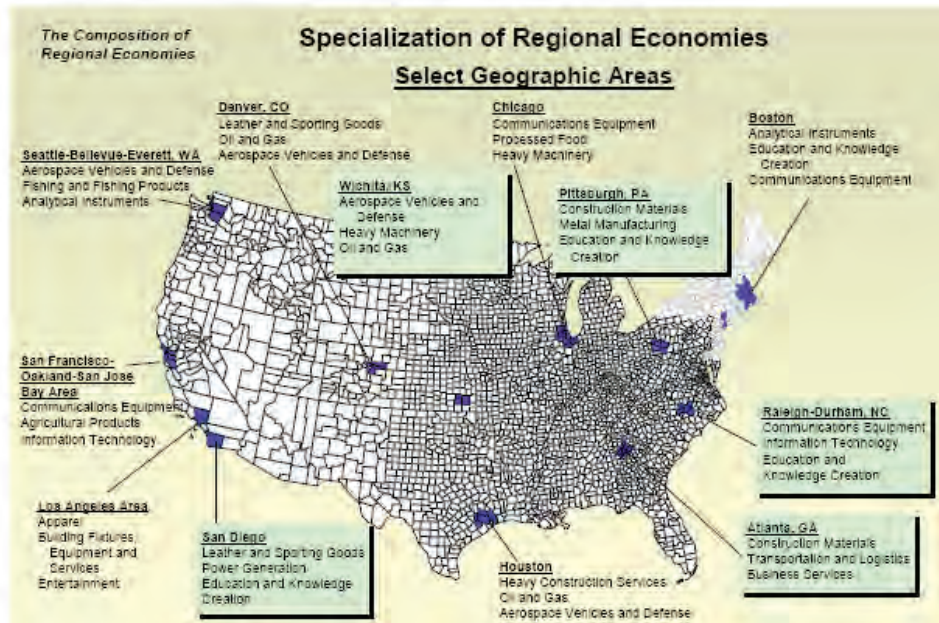 The Composition of
Regional Economies
Specialization of Regional Economies
Select Geographic Areas
Denver, CO
Leather and Sporting Goods
Oil and Gas
Aerospace Vehicles and Defense
Chicago
Communications Equipment
Processed Food
Heavy Machinery
Boston
Analytical Instruments
Education and Knowledge
Creation
Communications Equipment
Seattle-Bellevue-Everett, WA
Aerospace Vehicles and Defense
Fishing and Fishing Products
Analytical Instruments
Wichita, KS
Aerospace Vehicles and
Defense
Heavy Machinery
Oil and Gas
Pittsburgh, PA
Construction Materials
Metal Manufacturing
Education and Knowledge
Creation
San Francisco-
Oakland-San Jose
Bay Area
Communications Equipment
Agricultural Products
Information Technology
Raleigh-Durham, NC
Communications Equipment
Information Technology
Education and
Knowledge Creation
Los Angeles Area
Apparel
Building Fixtures,
Equipment and
Services
Entertainment
San Diego
Leather and Sporting Goods
Power Generation
Education and Knowledge
Creation
Houston
Heavy Construction Services
Oil and Gas
Aerospace Vehicles and Defense
Atlanta, GA
Construction Materials
Transportation and Logistics
Business Services